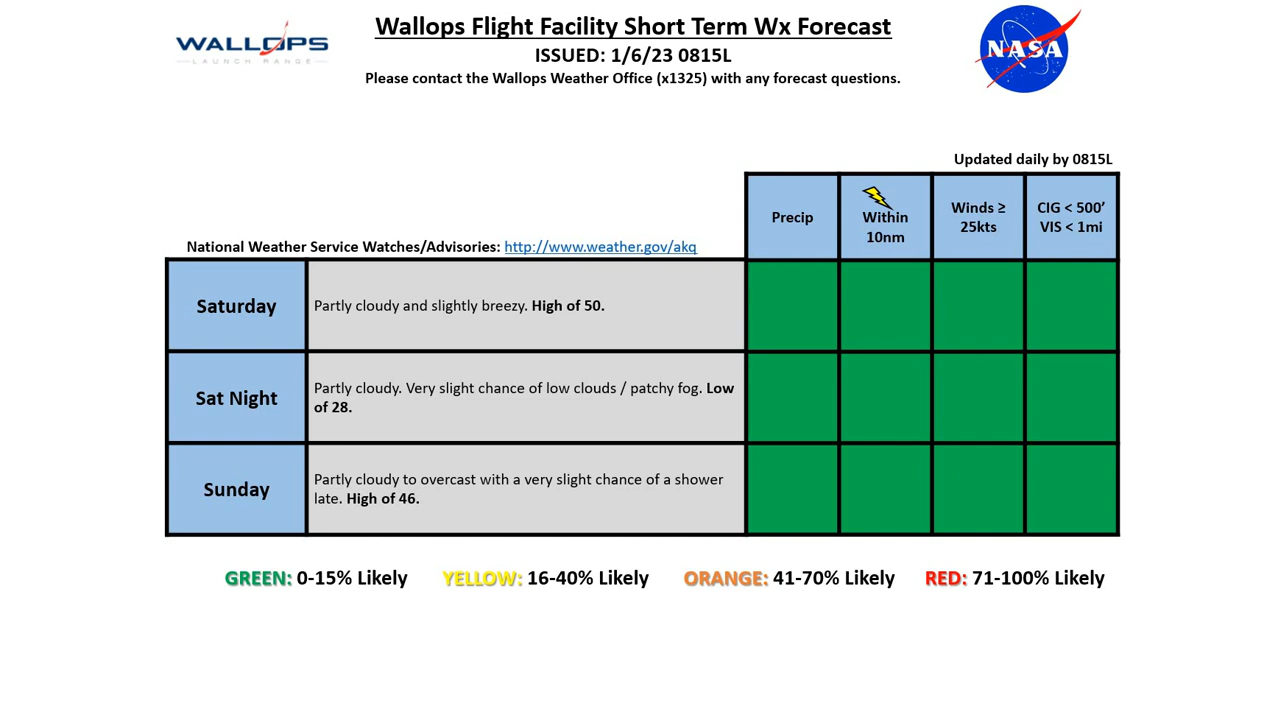 WALLOPS
LAUNCH RANGE
Wallops Flight Facility Short Term Wx Forecast
ISSUED: 1/6/23 0815L
Please contact the Wallops Weather Office (x1325) with any forecast questions.
NASA
Updated daily by 0815L
National Weather Service Watches/Advisories: http://www.weather.gov/akq
Precip
Within
10nm
Winds ≥
25kts
CIG < 500’
VIS < 1mi
Saturday
Partly cloudy and slightly breezy. High of 50.
Sat Night
Partly cloudy. Very slight chance of low clouds / patchy fog. Low
of 28.
Sunday
Partly cloudy to overcast with a very slight chance of a shower
late. High of 46.
GREEN: 0-15% Likely YELLOW: 16-40% Likely ORANGE: 41-70% Likely RED: 71-100% Likely